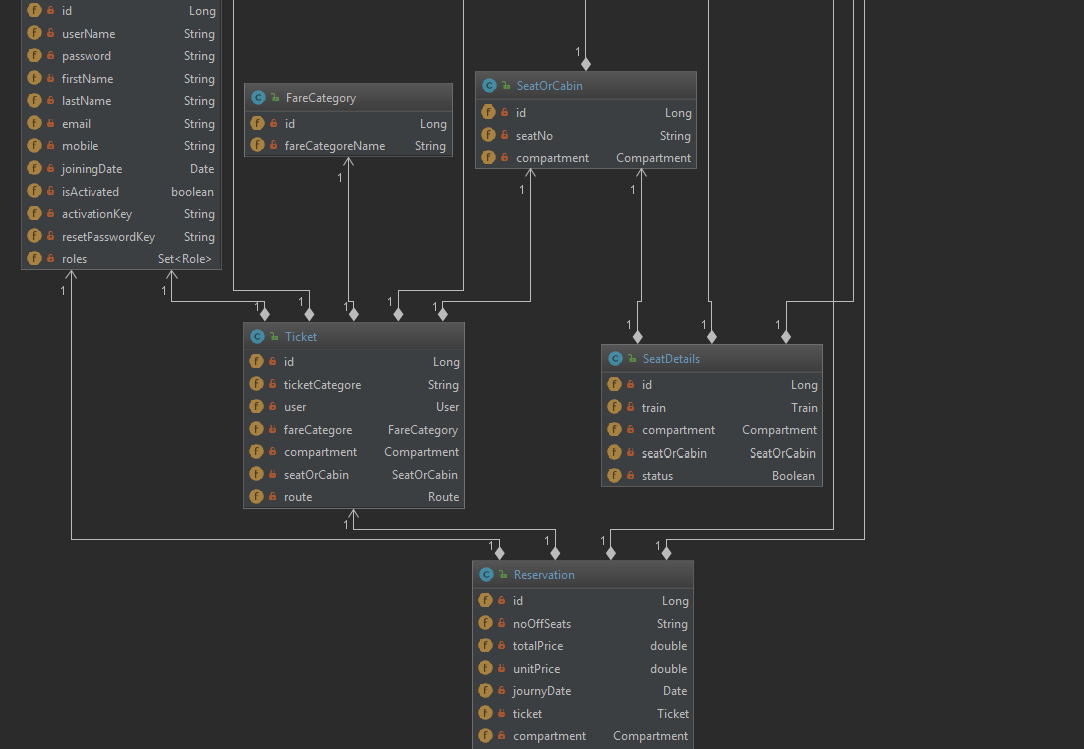 id Long
userName String
password String
firstName String
lastName String
email String
mobile String
joiningDate Date
isActivated boolean
activationKey String
resetPasswordKey String
roles Set<Role>
FareCategory
id Long
fareCategoreName String
1
SeatOrCabin
id Long
seatNo String
compartment Compartment
1
1
1
1
1
1
1
1
1
1
Ticket
id Long
ticketCategore String
user User
fareCategore FareCategory
compartment Compartment
seatOrCabin SeatOrCabin
route Route
1
1
1
SeatDetails
id Long
train Train
compartment Compartment
seatOrCabin SeatOrCabin
status Boolean
1
1
1
1
1
Reservation
id Long
noOffSeats String
totalPrice double
unitPrice double
journyDate Date
ticket Ticket
compartment Compartment